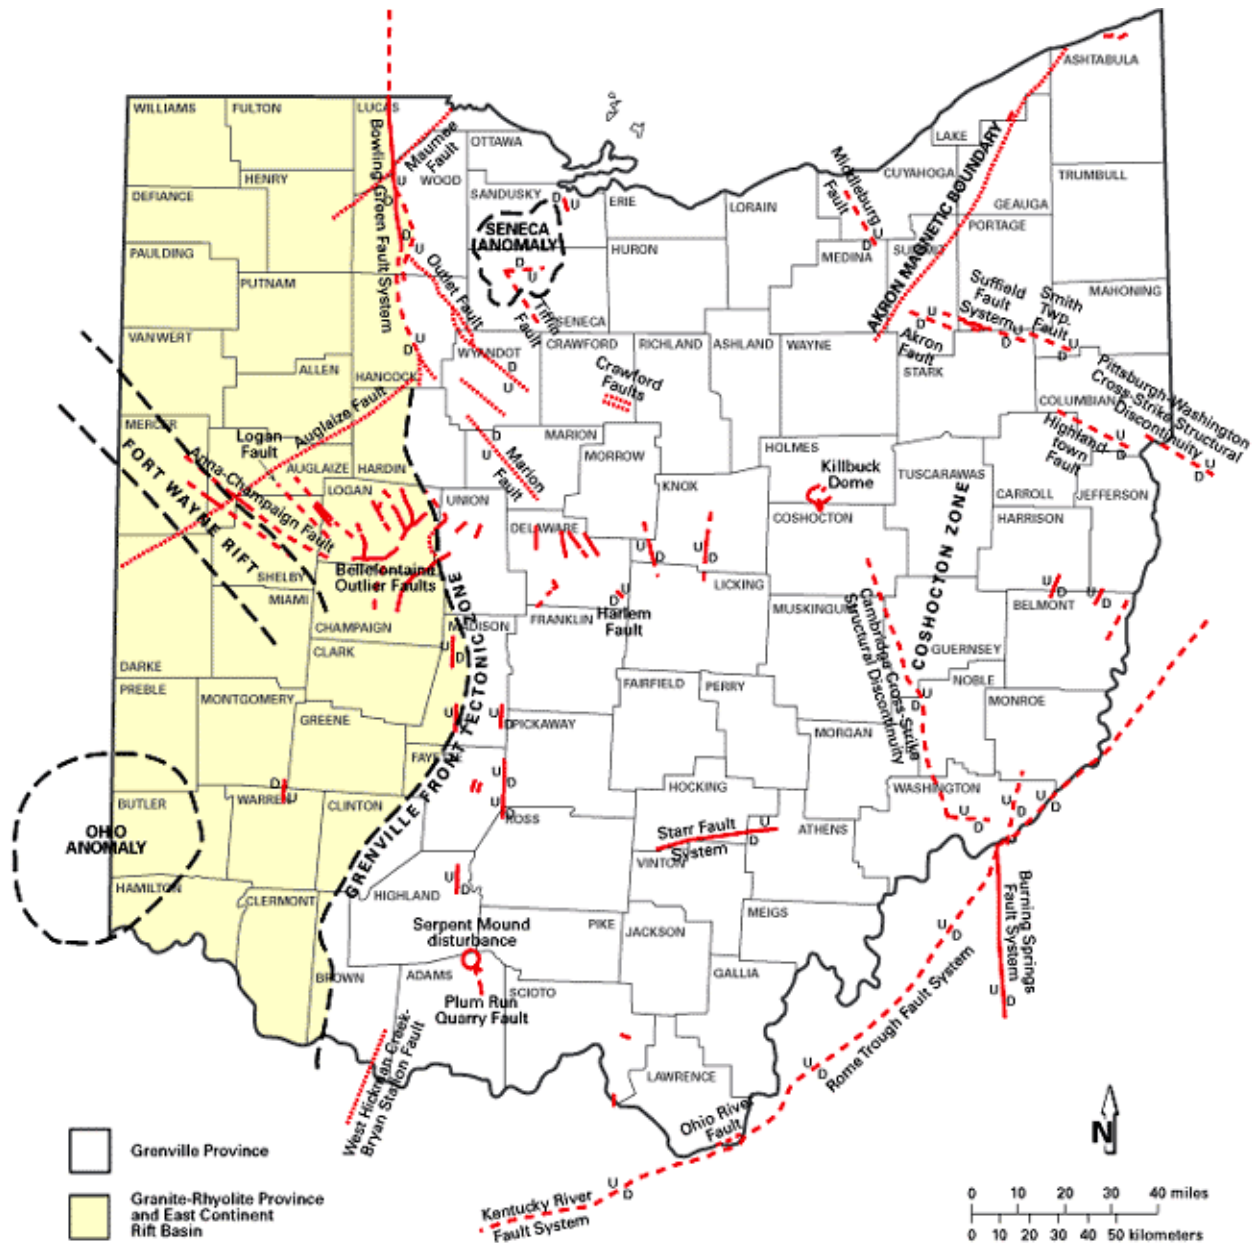 ASHTABULA
WILLIAMS
FULTON
LUCAS
LAKE
OTTAWA
Maumee
Fault
WOOD
Bowling Green Fault System
HENRY
DEFIANCE
SANDUSKY
ERIE
LORAIN
Middleburg
Fault
CUYAHOGA
AKRON MAGNETIC BOUNDARY
TRUMBULL
GEAUGA
PORTAGE
SENECA
ANOMALY
HURON
MEDINA
SUMMIT
PAULDING
PUTNAM
Outlet Fault
Tiffin
Fault
SENECA
Suffield
Fault
System
Smith
Twp.
Fault
MAHONING
Akron
Fault
VAN WERT
ALLEN
HANCOCK
WYANDOT
CRAWFORD
RICHLAND
ASHLAND
WAYNE
STARK
Crawford
Faults
Pittsburgh-Washington
Cross-Strike Structural
Discontinuity
COLUMBIANA
Highland-
town
Fault
MERCER
Logan
Fault
Auglaize Fault
AUGLAIZE
HARDIN
MARION
Marion
Fault
MORROW
HOLMES
Killbuck
Dome
TUSCARAWAS
CARROLL
JEFFERSON
FORT WAYNE RIFT
Anna-Champaign Fault
LOGAN
UNION
DELAWARE
KNOX
COSHOCTON
HARRISON
COSHOCTON ZONE
SHELBY
Bellefontaine
Outlier Faults
MIAMI
CHAMPAIGN
LICKING
Harlem
Fault
FRANKLIN
MUSKINGUM
BELMONT
Cambridge Cross-Strike
Structural Discontinuity
GUERNSEY
DARKE
CLARK
MADISON
GRENVILLE FRONT TECTONIC ZONE
PREBLE
MONTGOMERY
GREENE
FAIRFIELD
PERRY
NOBLE
MONROE
PICKAWAY
MORGAN
FAYETTE
HOCKING
WASHINGTON
BUTLER
WARREN
CLINTON
ROSS
OHIO
ANOMALY
Starr Fault
System
VINTON
ATHENS
HAMILTON
CLERMONT
HIGHLAND
Serpent Mound
disturbance
PIKE
JACKSON
MEIGS
Burning Springs
Fault System
BROWN
ADAMS
SCIOTO
GALLIA
Plum Run
Quarry Fault
Rome Trough Fault System
West Hickman Creek-
Bryan Station Fault
LAWRENCE
Ohio River
Fault
Kentucky River
Fault System
Grenville Province
Granite-Rhyolite Province
and East Continent
Rift Basin
N
0 10 20 30 40 miles
0 10 20 30 40 50 kilometers